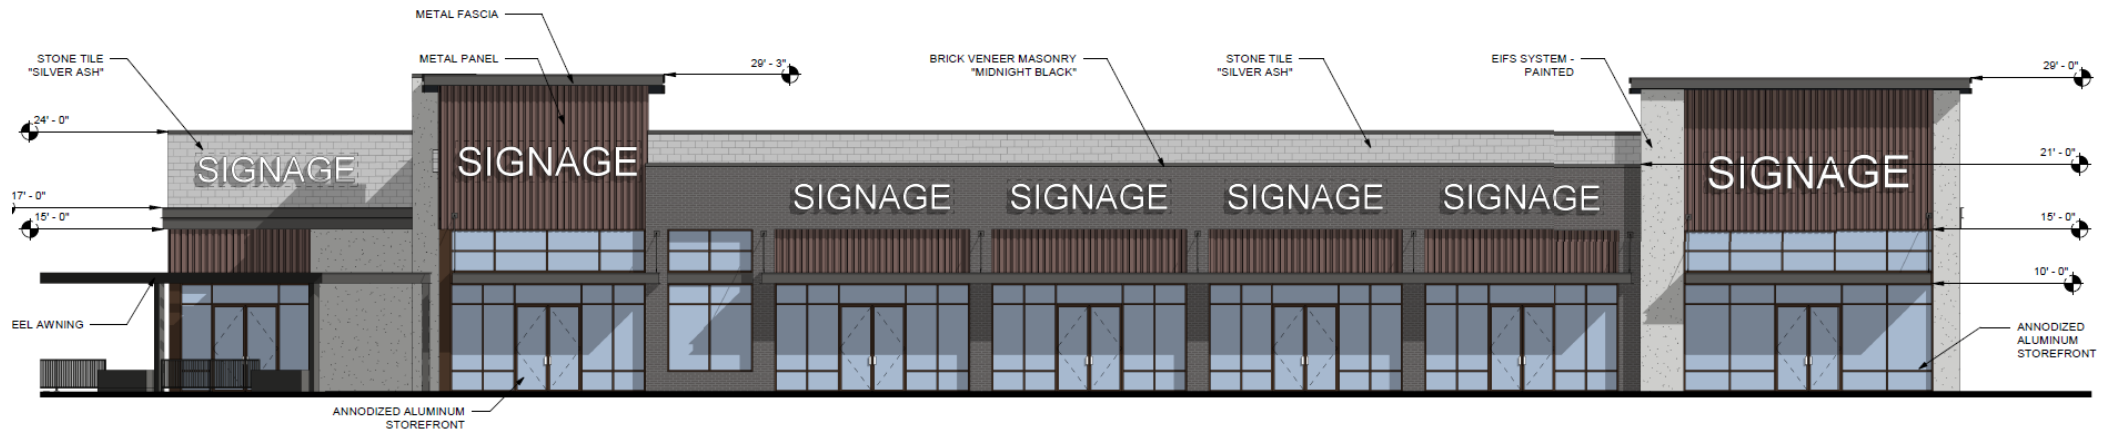 METAL FASCIA
STONE TILE
"SILVER ASH"
METAL PANEL
29' - 3"
BRICK VENEER MASONRY
"MIDNIGHT BLACK"
STONE TILE
"SILVER ASH"
EIFS SYSTEM -
PAINTED
29' - 0"
24' - 0"
21' - 0"
SIGNAGE
SIGNAGE
SIGNAGE
SIGNAGE
SIGNAGE
SIGNAGE
SIGNAGE
17' - 0"
15' - 0"
15' - 0"
10' - 0"
EEL AWNING
ANNODIZED
ALUMINUM
STOREFRONT
ANNODIZED ALUMINUM
STOREFRONT